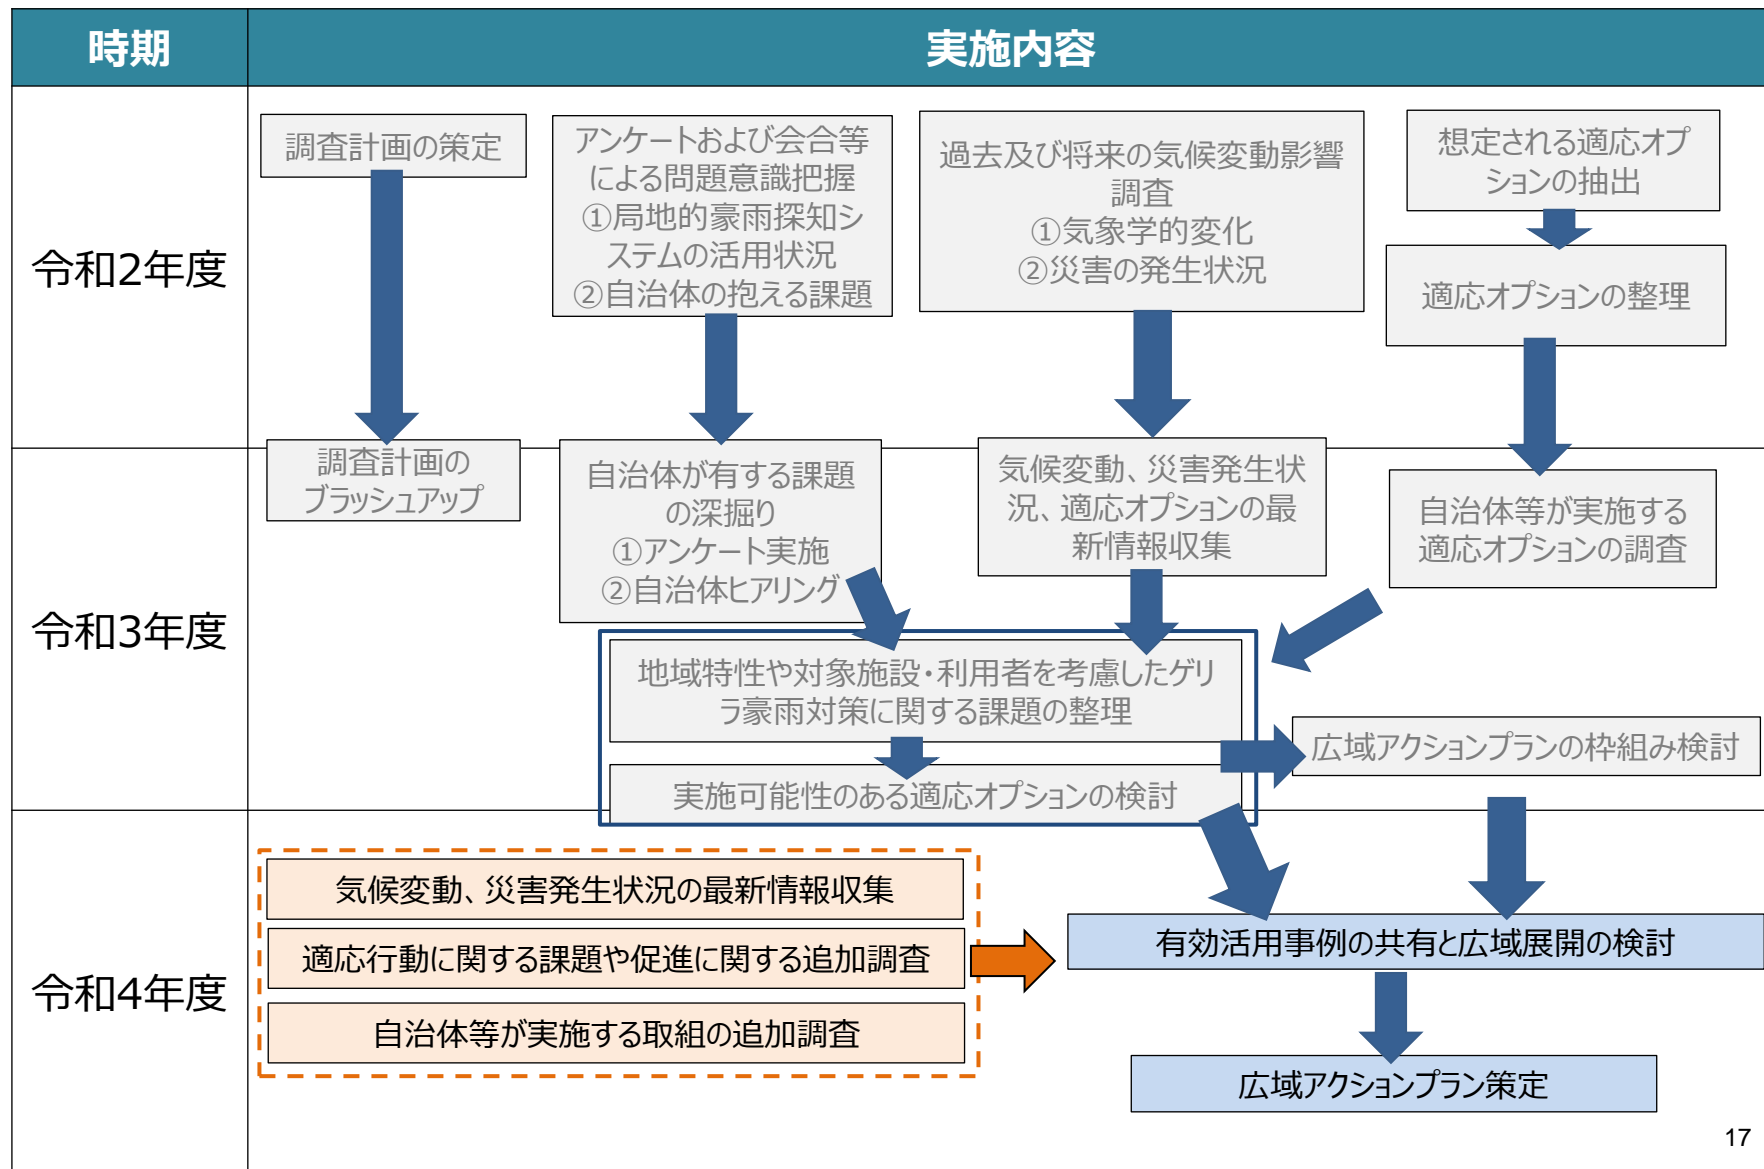 時期
実施内容
令和2年度
調査計画の策定
アンケートおよび会合等
による問題意識把握
①局地的豪雨探知シ
ステムの活用状況
②自治体の抱える課題
過去及び将来の気候変動影響
調査
①気象学的変化
②災害の発生状況
想定される適応オプ
ションの抽出
適応オプションの整理
令和3年度
調査計画の
ブラッシュアップ
自治体が有する課題
の深掘り
①アンケート実施
②自治体ヒアリング
気候変動、災害発生状
況、適応オプションの最
新情報収集
自治体等が実施する
適応オプションの調査
地域特性や対象施設・利用者を考慮したゲリ
ラ豪雨対策に関する課題の整理
実施可能性のある適応オプションの検討
広域アクションプランの枠組み検討
令和4年度
気候変動、災害発生状況の最新情報収集
適応行動に関する課題や促進に関する追加調査
自治体等が実施する取組の追加調査
有効活用事例の共有と広域展開の検討
広域アクションプラン策定
17